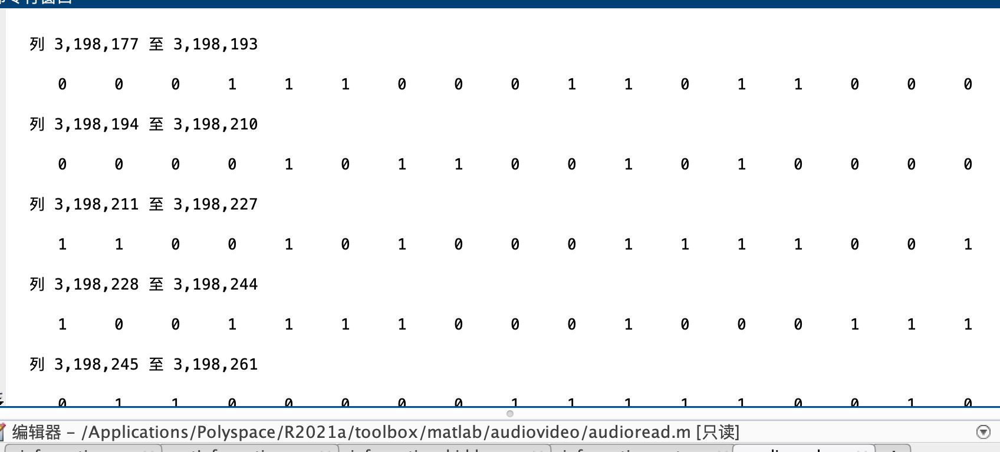 列 3,198,177 至 3,198,193
0 0 0 1 1 1 0 0 0 1 1 0 1 1 0 0 0
列 3,198,194 至 3,198,210
0 0 0 0 1 0 1 1 0 0 1 0 1 0 0 0 0
列 3,198,211 至 3,198,227
1 1 0 0 1 0 1 0 0 0 1 1 1 1 0 0 1
列 3,198,228 至 3,198,244
1 0 0 1 1 1 1 0 0 0 1 0 0 0 1 1 1
列 3,198,245 至 3,198,261
0 1 1 0 0 0 0 0 1 1 1 1 1 0 0 1 0
编辑器 - /Applications/Polyspace/R2021a/toolbox/matlab/audiovideo/audioread.m [只读]